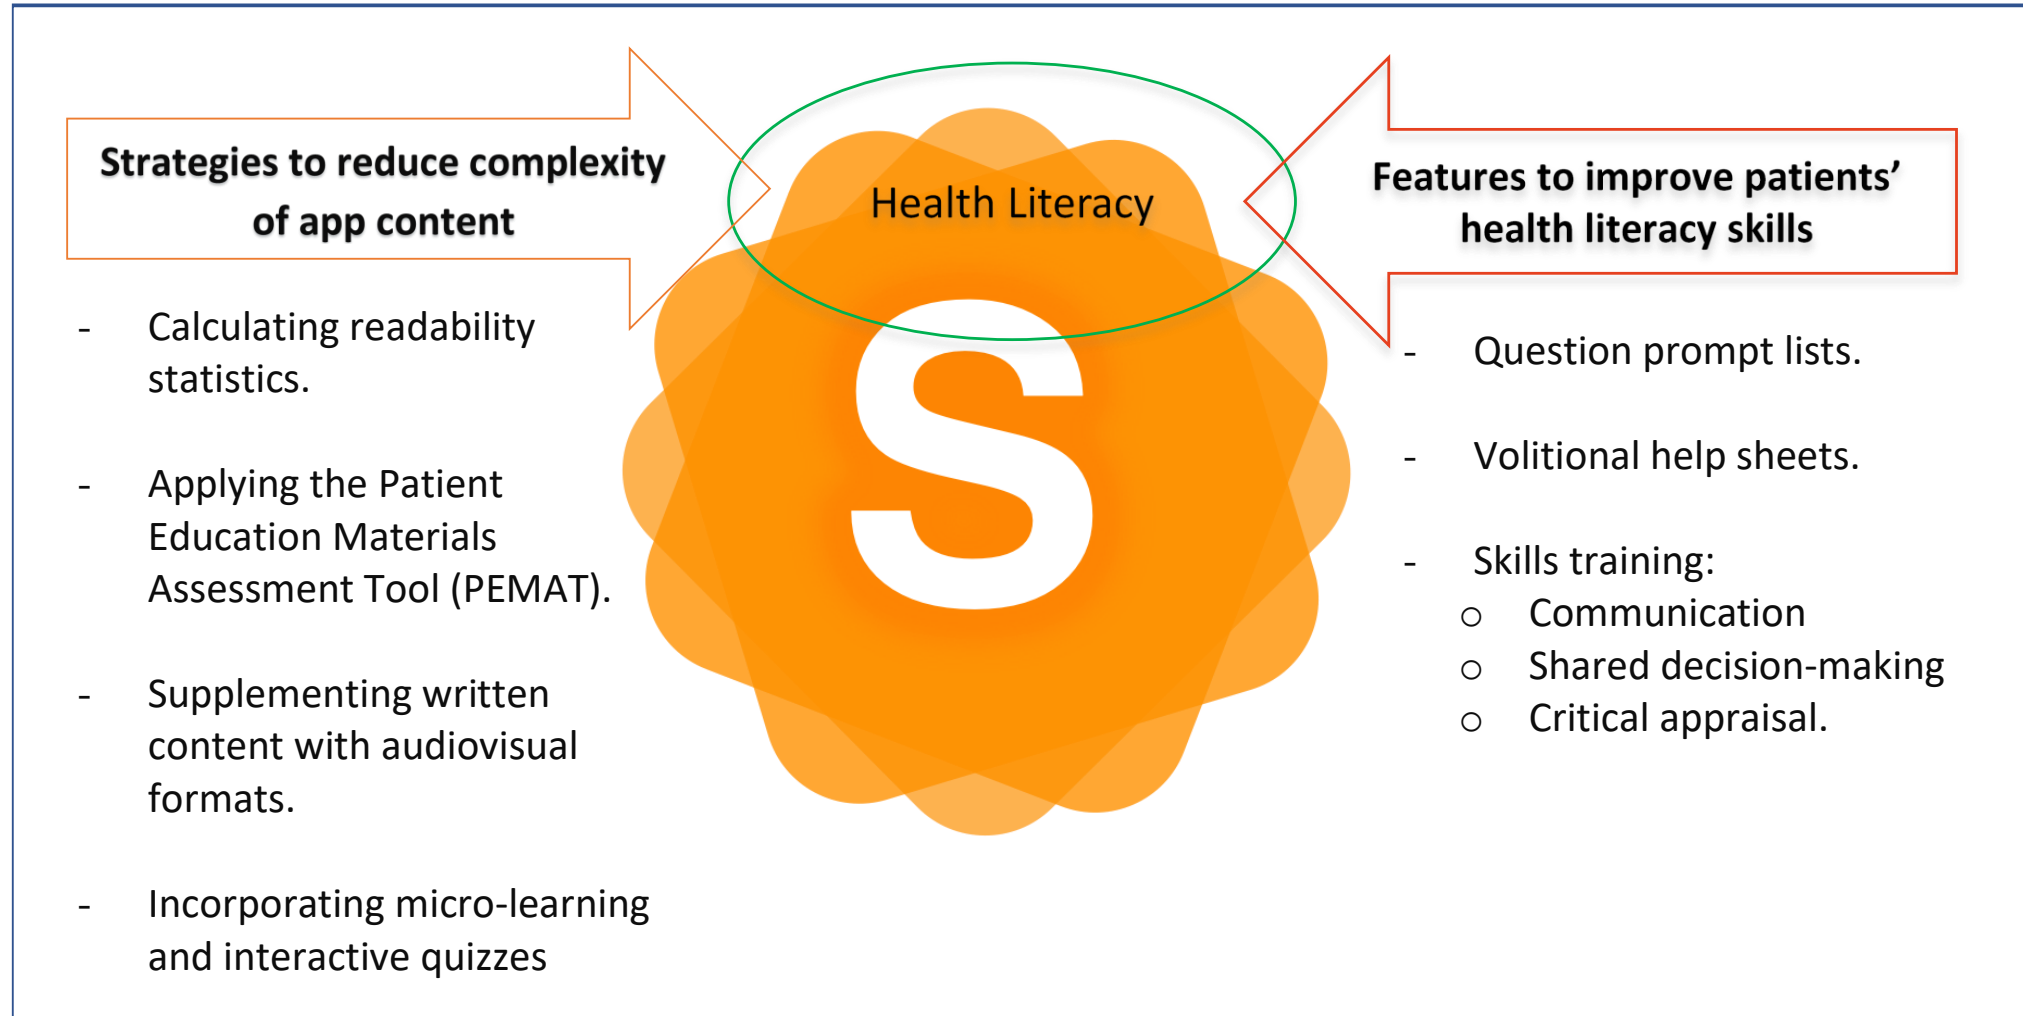 Strategies to reduce complexity
of app content
- Calculating readability
statistics.
- Applying the Patient
Education Materials
Assessment Tool (PEMAT).
- Supplementing written
content with audiovisual
formats.
- Incorporating micro-learning
and interactive quizzes
Health Literacy
S
Features to improve patients’
health literacy skills
- Question prompt lists.
- Volitional help sheets.
- Skills training:
o Communication
o Shared decision-making
o Critical appraisal.